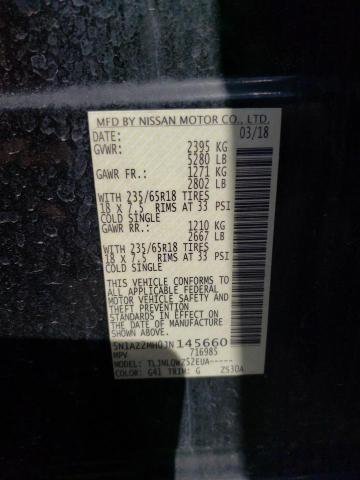 MFD BY NISSAN MOTOR CO., LTD.
DATE: 03/18
GVWR: 2395 KG
5280 LB
GAWR FR.: 1271 KG
2802 LB
WITH 235/65R18 TIRES
18 X 7.5 RIMS AT 33 PSI
COLD SINGLE
GAWR RR.: 1210 KG
2667 LB
WITH 235/65R18 TIRES
18 X 7.5 RIMS AT 33 PSI
COLD SINGLE
THIS VEHICLE CONFORMS TO
ALL APPLICABLE FEDERAL
MOTOR VEHICLE SAFETY
AND THEFT PREVENTION
STANDARDS IN EFFECT ON
THE DATE OF MANUFACTURE
SHOWN ABOVE.
5N1AZ2MH0JN145660
MPV 716985
MODEL: TLJNLQWZ52EUA-----
COLOR: G41 TRIM: G ZS30A